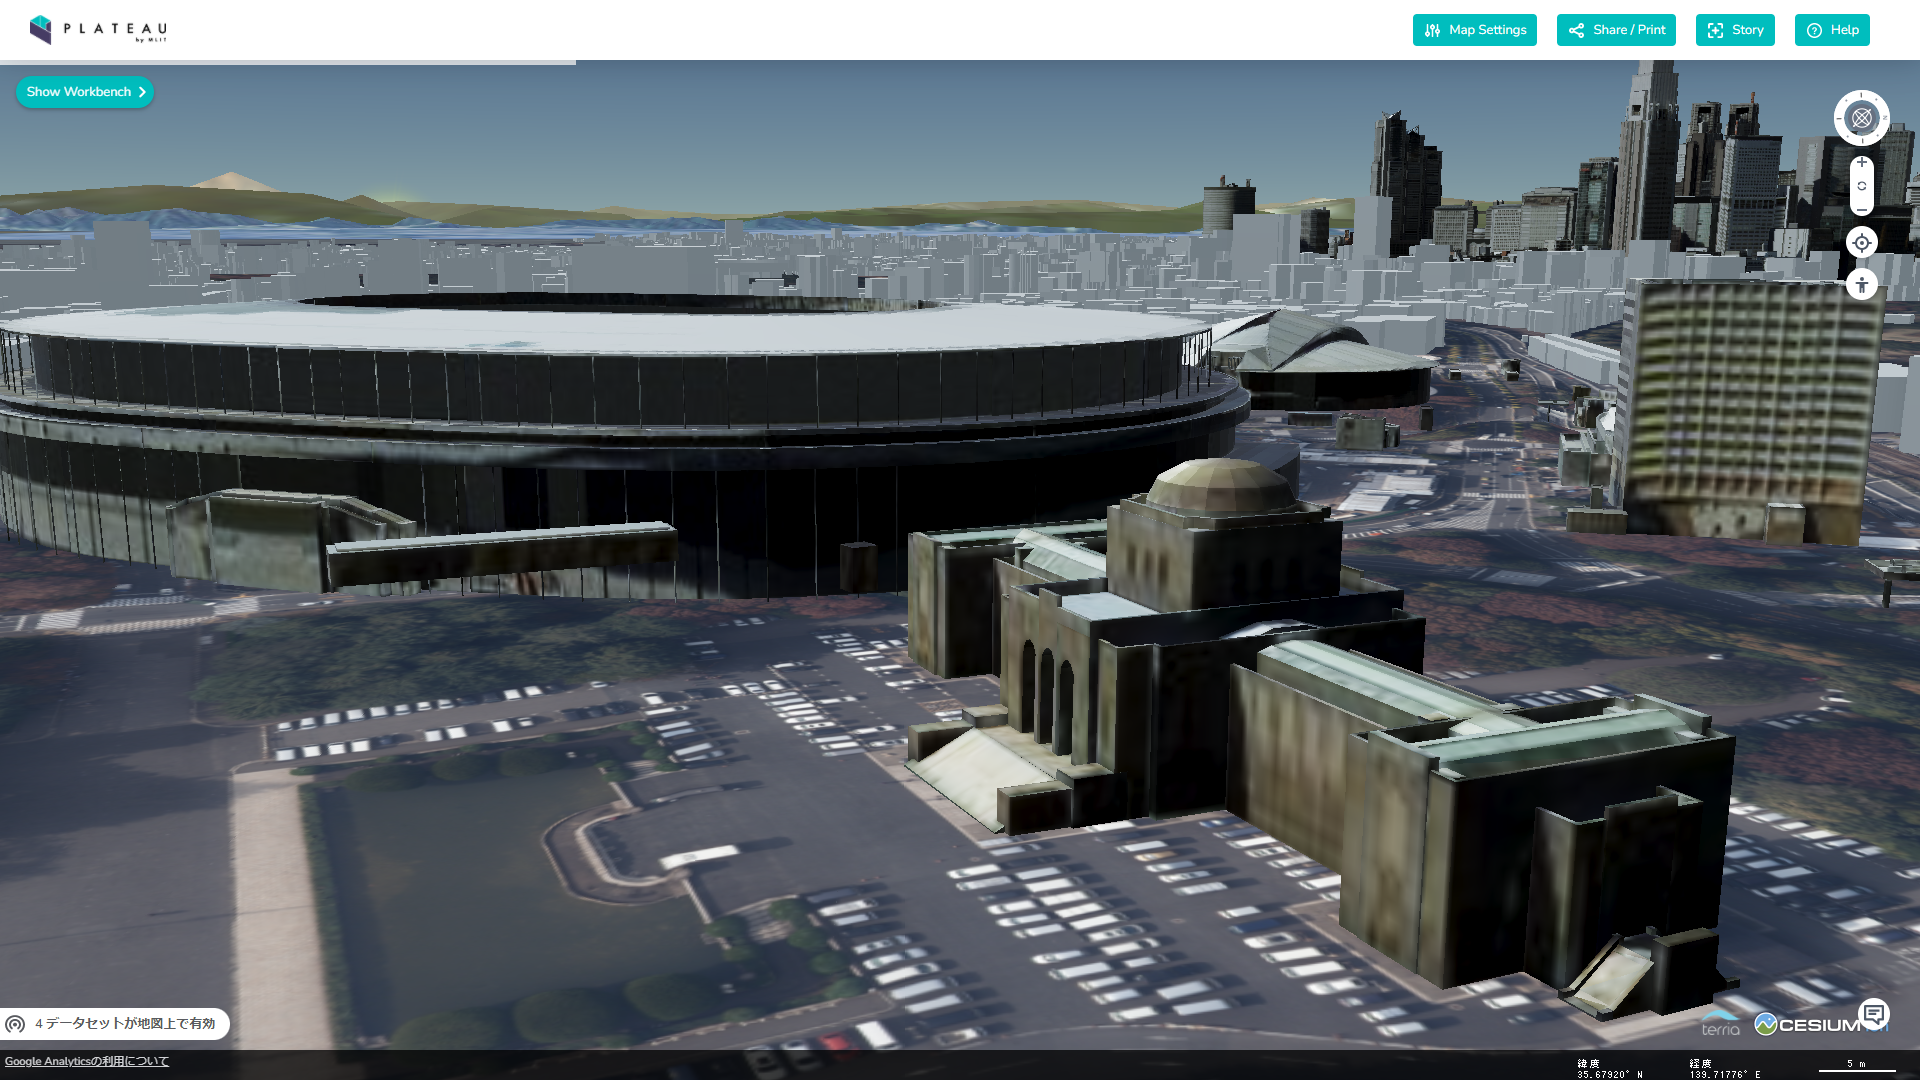 PLATEAU
by MLIT
Map Settings
Share / Print
Story
Help
Show Workbench
4 データセットが地図上で有効
terria
CESIUM
Google Analyticsの利用について
緯度
35.67920° N
経度
139.71776° E
5 m